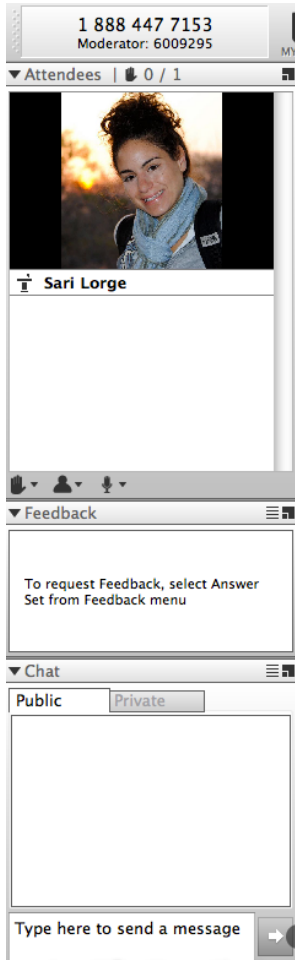 1 888 447 7153
Moderator: 6009295
MY
Attendees | 0 / 1
Sari Lorge
Feedback
To request Feedback, select Answer
Set from Feedback menu
Chat
Public Private
Type here to send a message